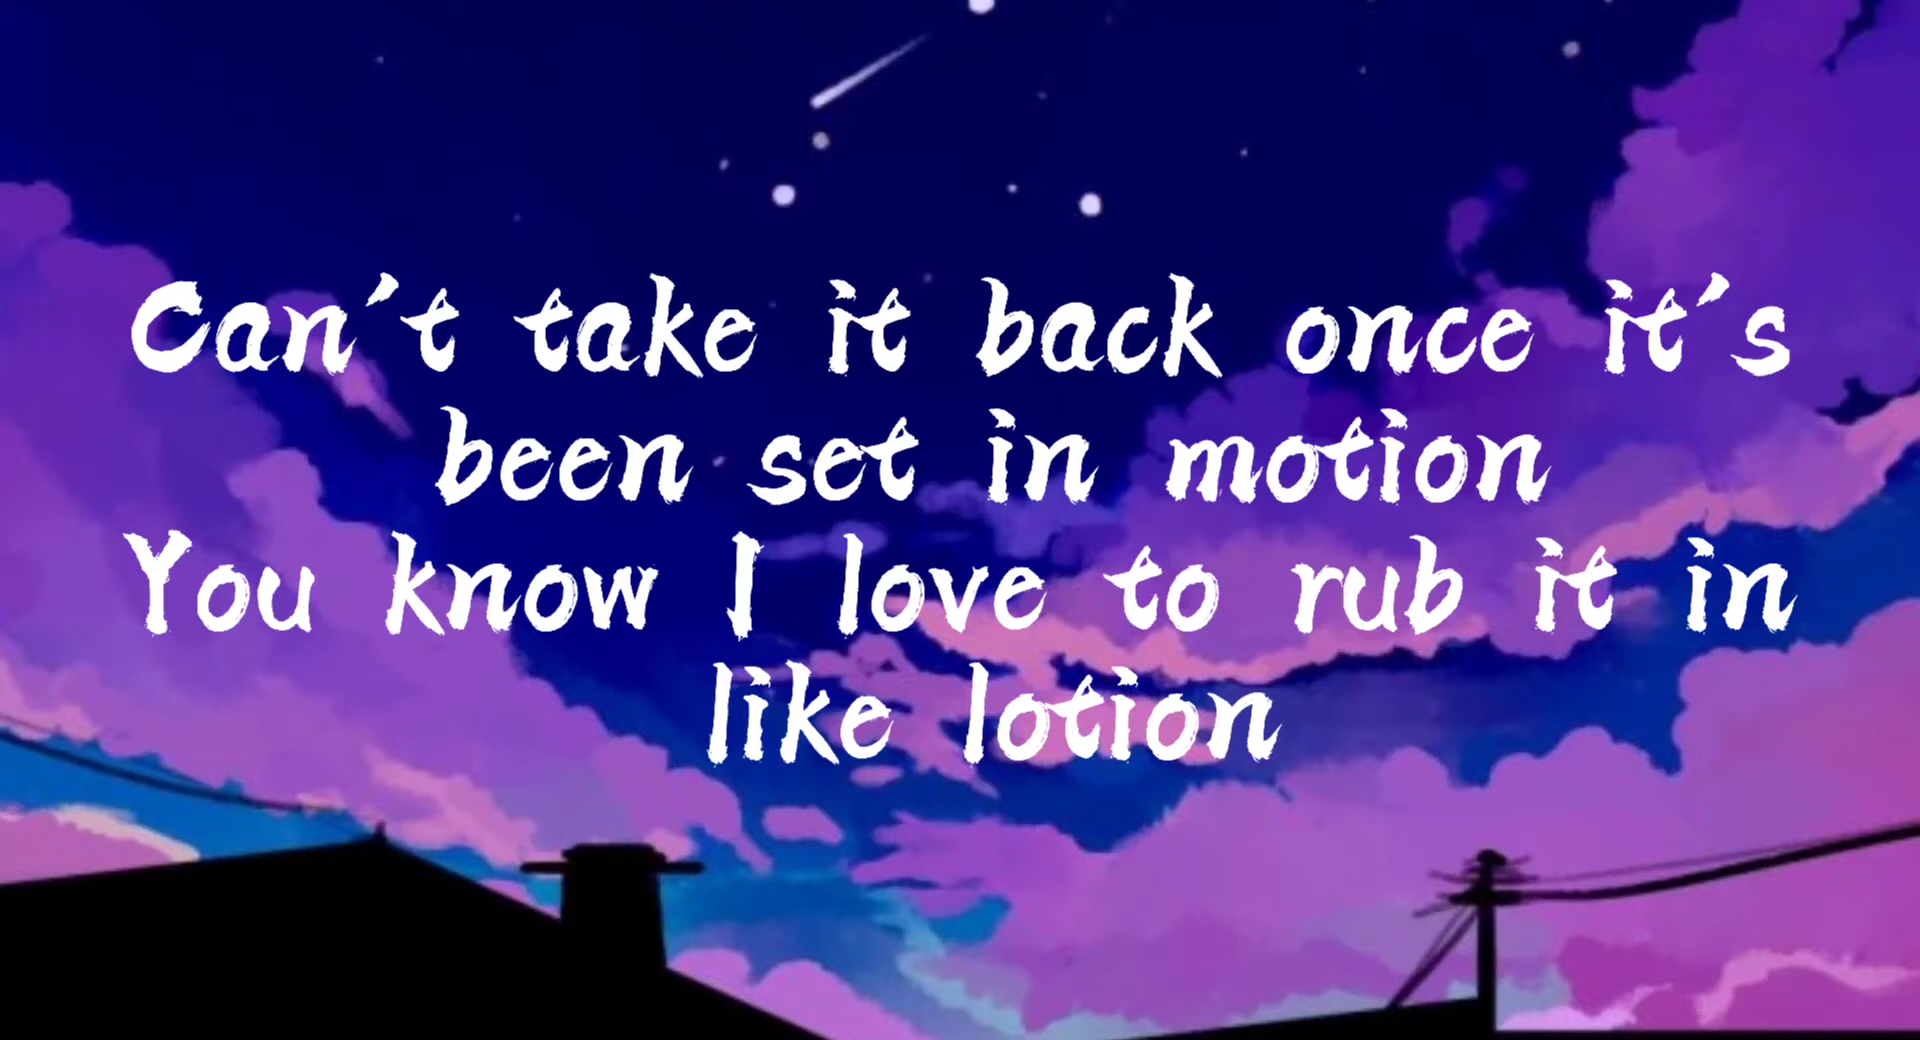 Can't take it back once it's
been set in motion
You know I love to rub it in
like lotion